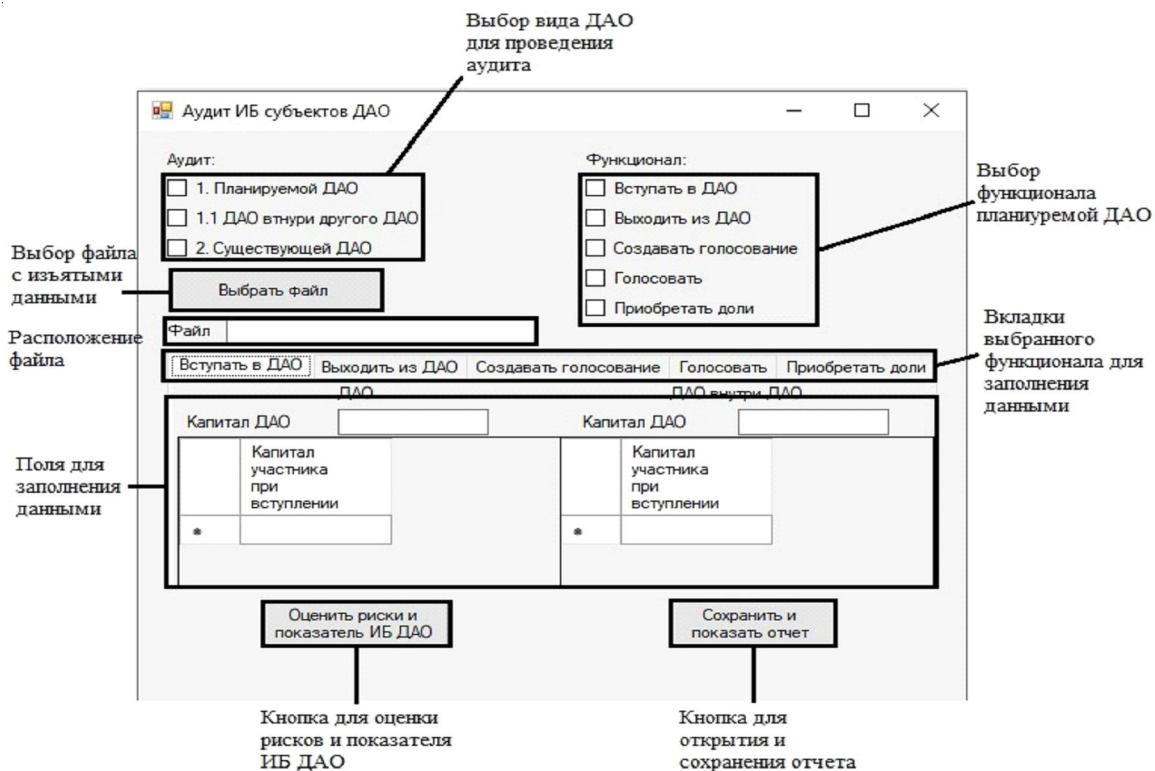 Выбор вида ДАО
для проведения
аудита
Аудит ИБ субъектов ДАО
Аудит:
1. Планируемой ДАО
1.1 ДАО втнури другого ДАО
2. Существующей ДАО
Функционал:
Вступать в ДАО
Выходить из ДАО
Создавать голосование
Голосовать
Приобретать доли
Выбор
функционала
планиуремой ДАО
Выбор файла
с изъятыми
данными
Выбрать файл
Расположение
файла
Файл
Вкладки
выбранного
функционала для
заполнения
данными
Вступать в ДАО Выходить из ДАО Создавать голосование Голосовать Приобретать доли
ДАО ДАО внутри ДАО
Капитал ДАО Капитал ДАО
Поля для
заполнения
данными
Капитал
участника
при
вступлении
Капитал
участника
при
вступлении
Оценить риски и
показатель ИБ ДАО
Сохранить и
показать отчет
Кнопка для оценки
рисков и показателя
ИБ ДАО
Кнопка для
открытия и
сохранения отчета